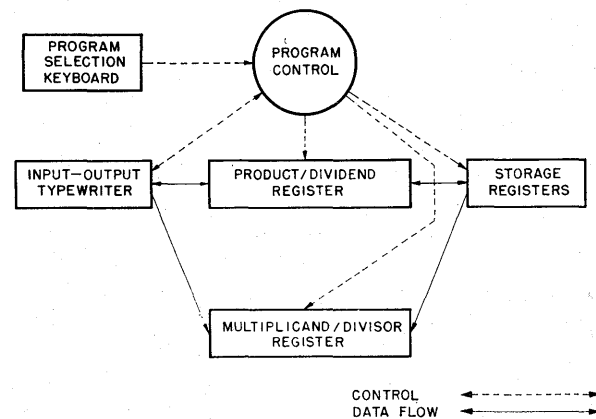 PROGRAM
SELECTION
KEYBOARD
PROGRAM
CONTROL
INPUT—OUTPUT
TYPEWRITER
PRODUCT/DIVIDEND
REGISTER
STORAGE
REGISTERS
MULTIPLICAND/DIVISOR
REGISTER
CONTROL
DATA FLOW